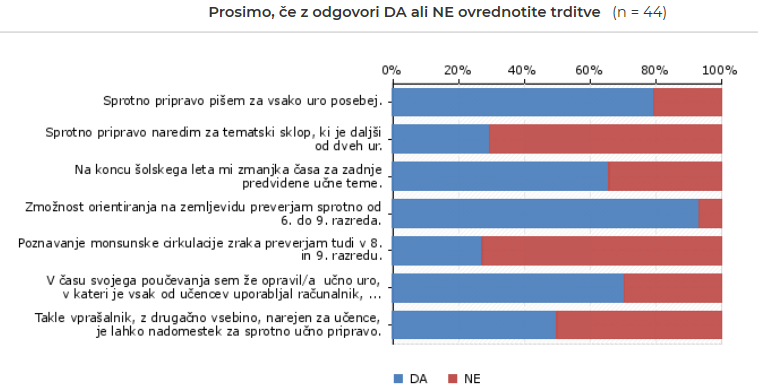 Prosimo, če z odgovori DA ali NE ovrednotite trditve (n = 44)
0% 20% 40% 60% 80% 100%
Sprotno pripravo pišem za vsako uro posebej.
Sprotno pripravo naredim za tematski sklop, ki je daljši
od dveh ur.
Na koncu šolskega leta mi zmanjka časa za zadnje
predvidene učne teme.
Zmožnost orientiranja na zemljevidu preverjam sprotno od
6. do 9. razreda.
Poznavanje monsunske cirkulacije zraka preverjam tudi v 8.
in 9. razredu.
V času svojega poučevanja sem že opravil/a učno uro,
v kateri je vsak od učencev uporabljal računalnik, ...
Takle vprašalnik, z drugačno vsebino, narejen za učence,
je lahko nadomestek za sprotno učno pripravo.
DA NE